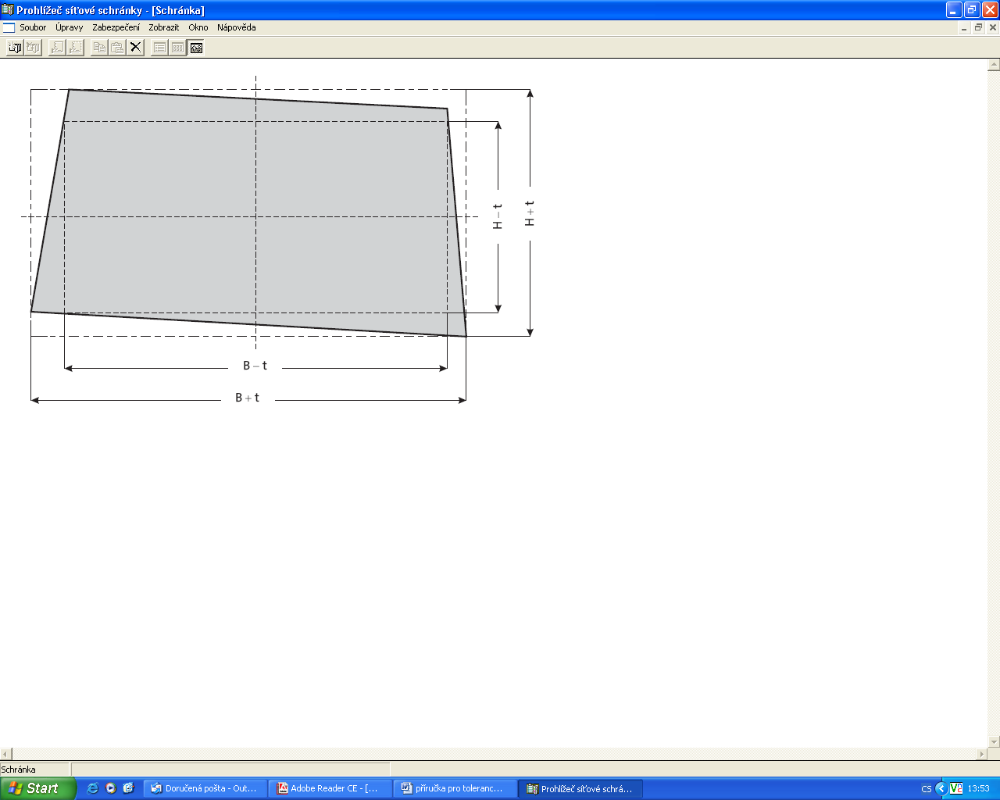 Prohlížeč síťové schránky - [Schránka]
Soubor Úpravy Zabezpečení Zobrazit Okno Nápověda
H – t
H + t
B – t
B + t
Schránka
Start Doručená pošta - Out... Adobe Reader CE - [... příručka pro toleranc... Prohlížeč síťové schrá... CS 13:53